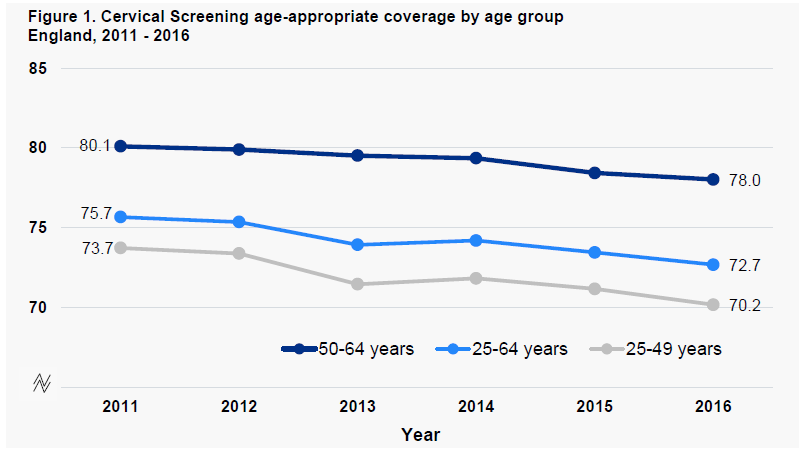 Figure 1. Cervical Screening age-appropriate coverage by age group
England, 2011 - 2016
85
80
75
70
80.1
78.0
75.7
72.7
73.7
70.2
50-64 years 25-64 years 25-49 years
2011 2012 2013 2014 2015 2016
Year